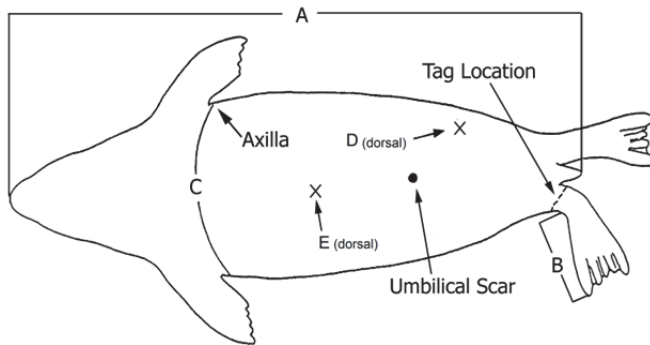 A
Tag Location
Axilla
D (dorsal)
C
E (dorsal)
B
Umbilical Scar